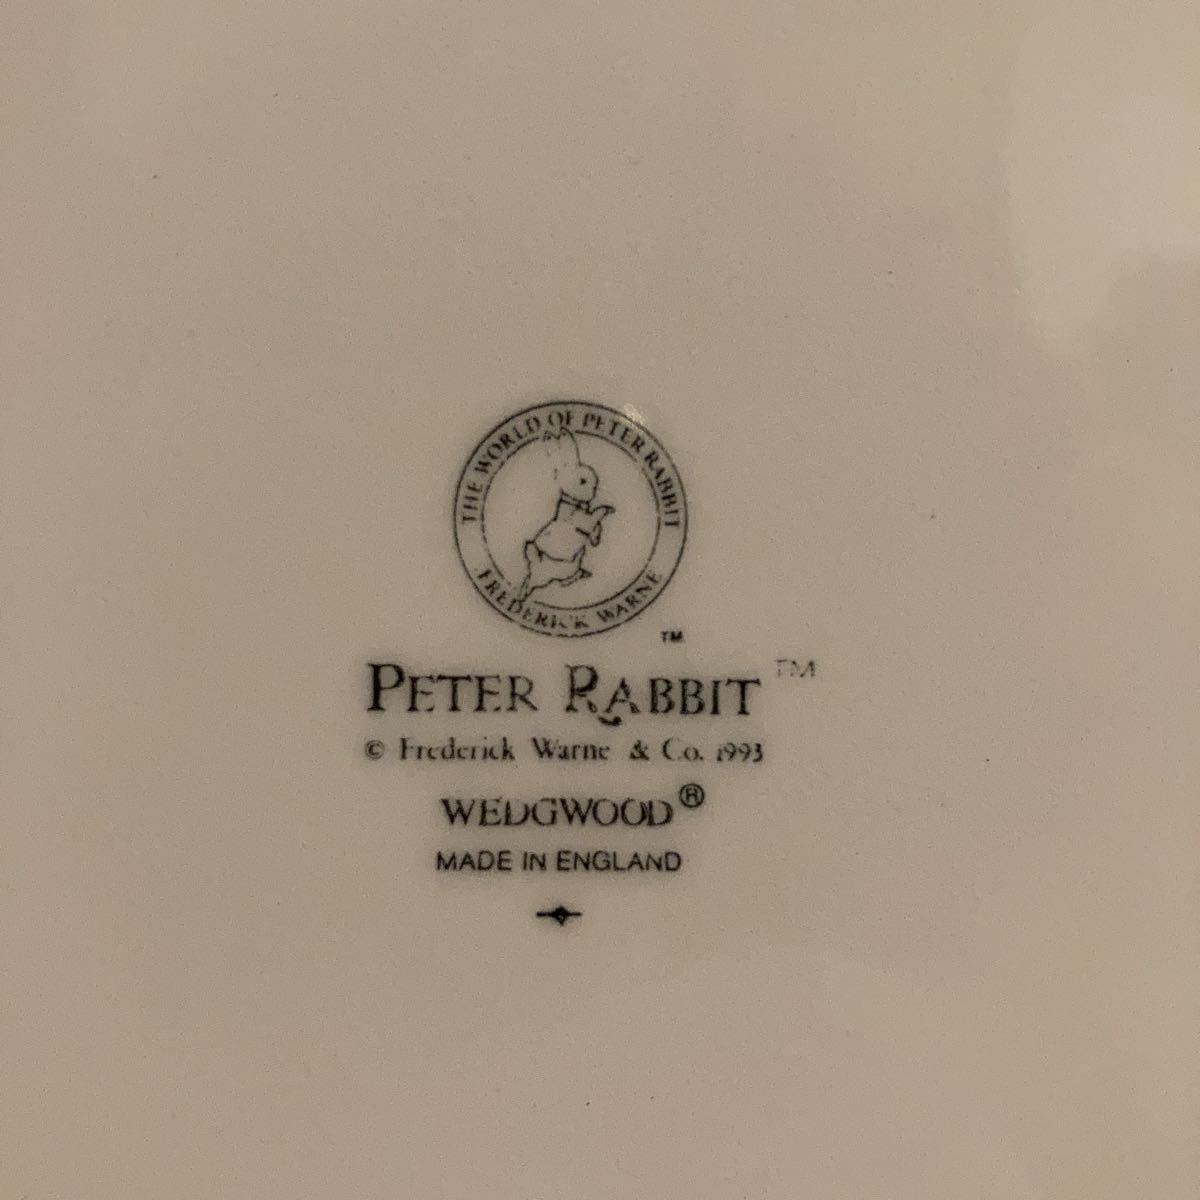 THE WORLD OF PETER RABBIT
FREDERICK WARNE
TM
PETER RABBIT TM
© Frederick Warne & Co. 1993
WEDGWOOD®
MADE IN ENGLAND